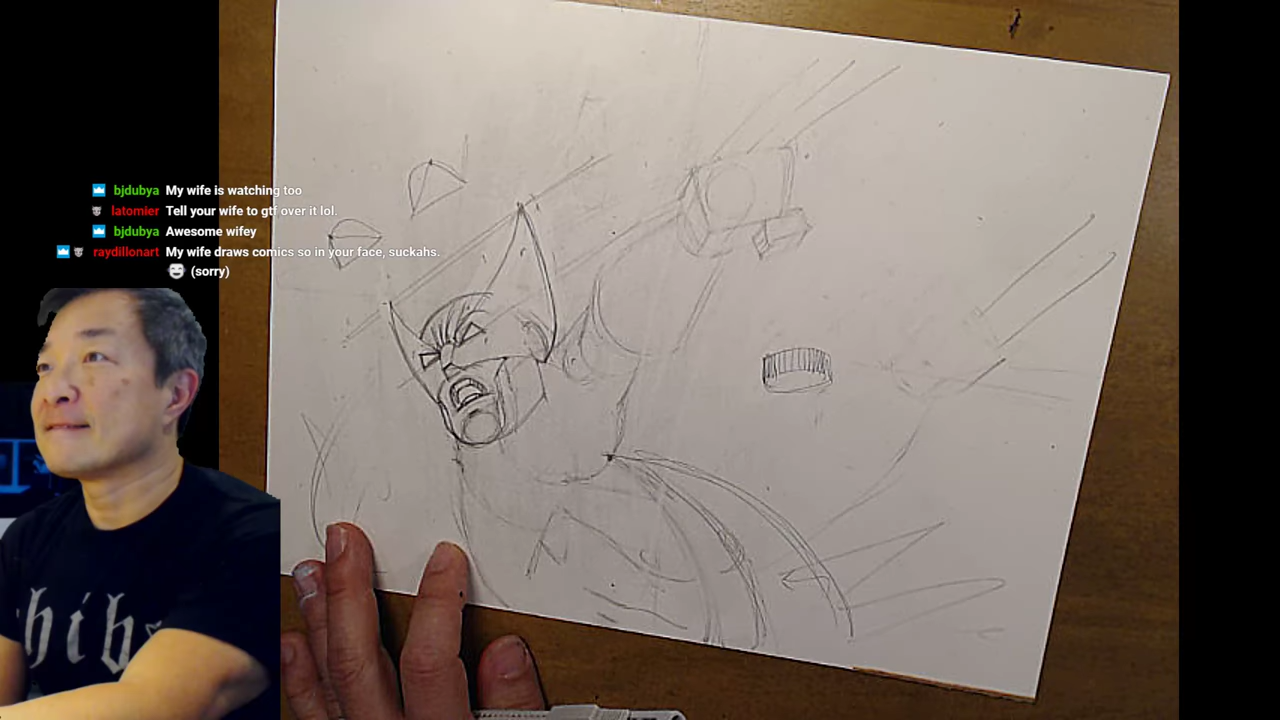 bjdubya My wife is watching too
latomier Tell your wife to gtf over it lol.
bjdubya Awesome wifey
raydillonart My wife draws comics so in your face, suckahs.
(sorry)